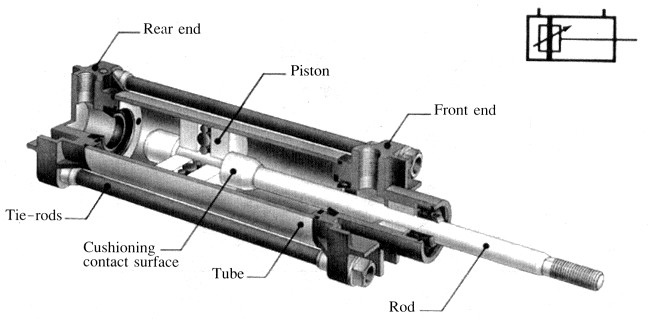 Rear end
Piston
Front end
Tie-rods
Cushioning
contact surface
Tube
Rod